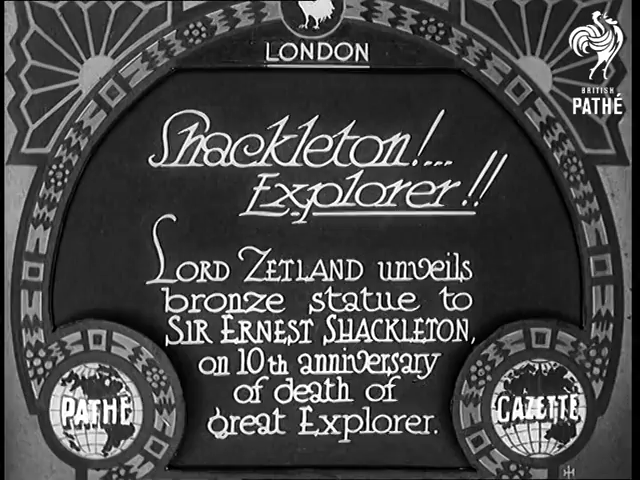 LONDON
BRITISH
PATHÉ
Shackleton!...
Explorer!!
LORD ZETLAND unveils
bronze statue to
SIR ERNEST SHACKLETON,
on 10th anniversary
of death of
great Explorer.
PATHÉ
GAZETTE